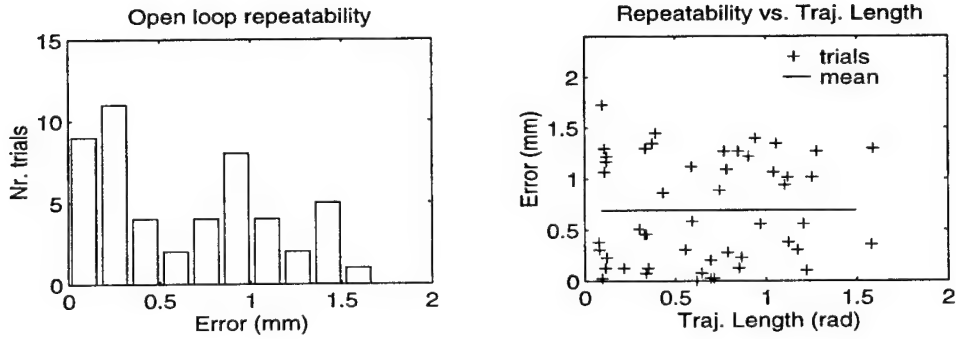 Open loop repeatability
15
10
5
0
Nr. trials
0
0.5
1
1.5
2
Error (mm)
Repeatability vs. Traj. Length
trials
mean
2
1.5
1
0.5
0
Error (mm)
0
0.5
1
1.5
2
Traj. Length (rad)